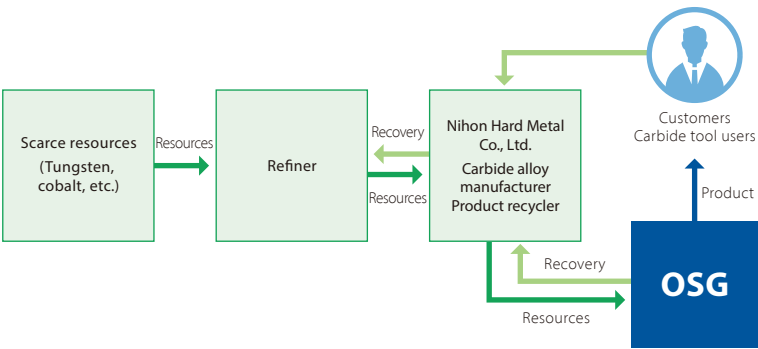 Scarce resources
(Tungsten,
cobalt, etc.)
Resources
Refiner
Recovery
Resources
Nihon Hard Metal
Co., Ltd.
Carbide alloy
manufacturer
Product recycler
Customers
Carbide tool users
Product
OSG
Recovery
Resources